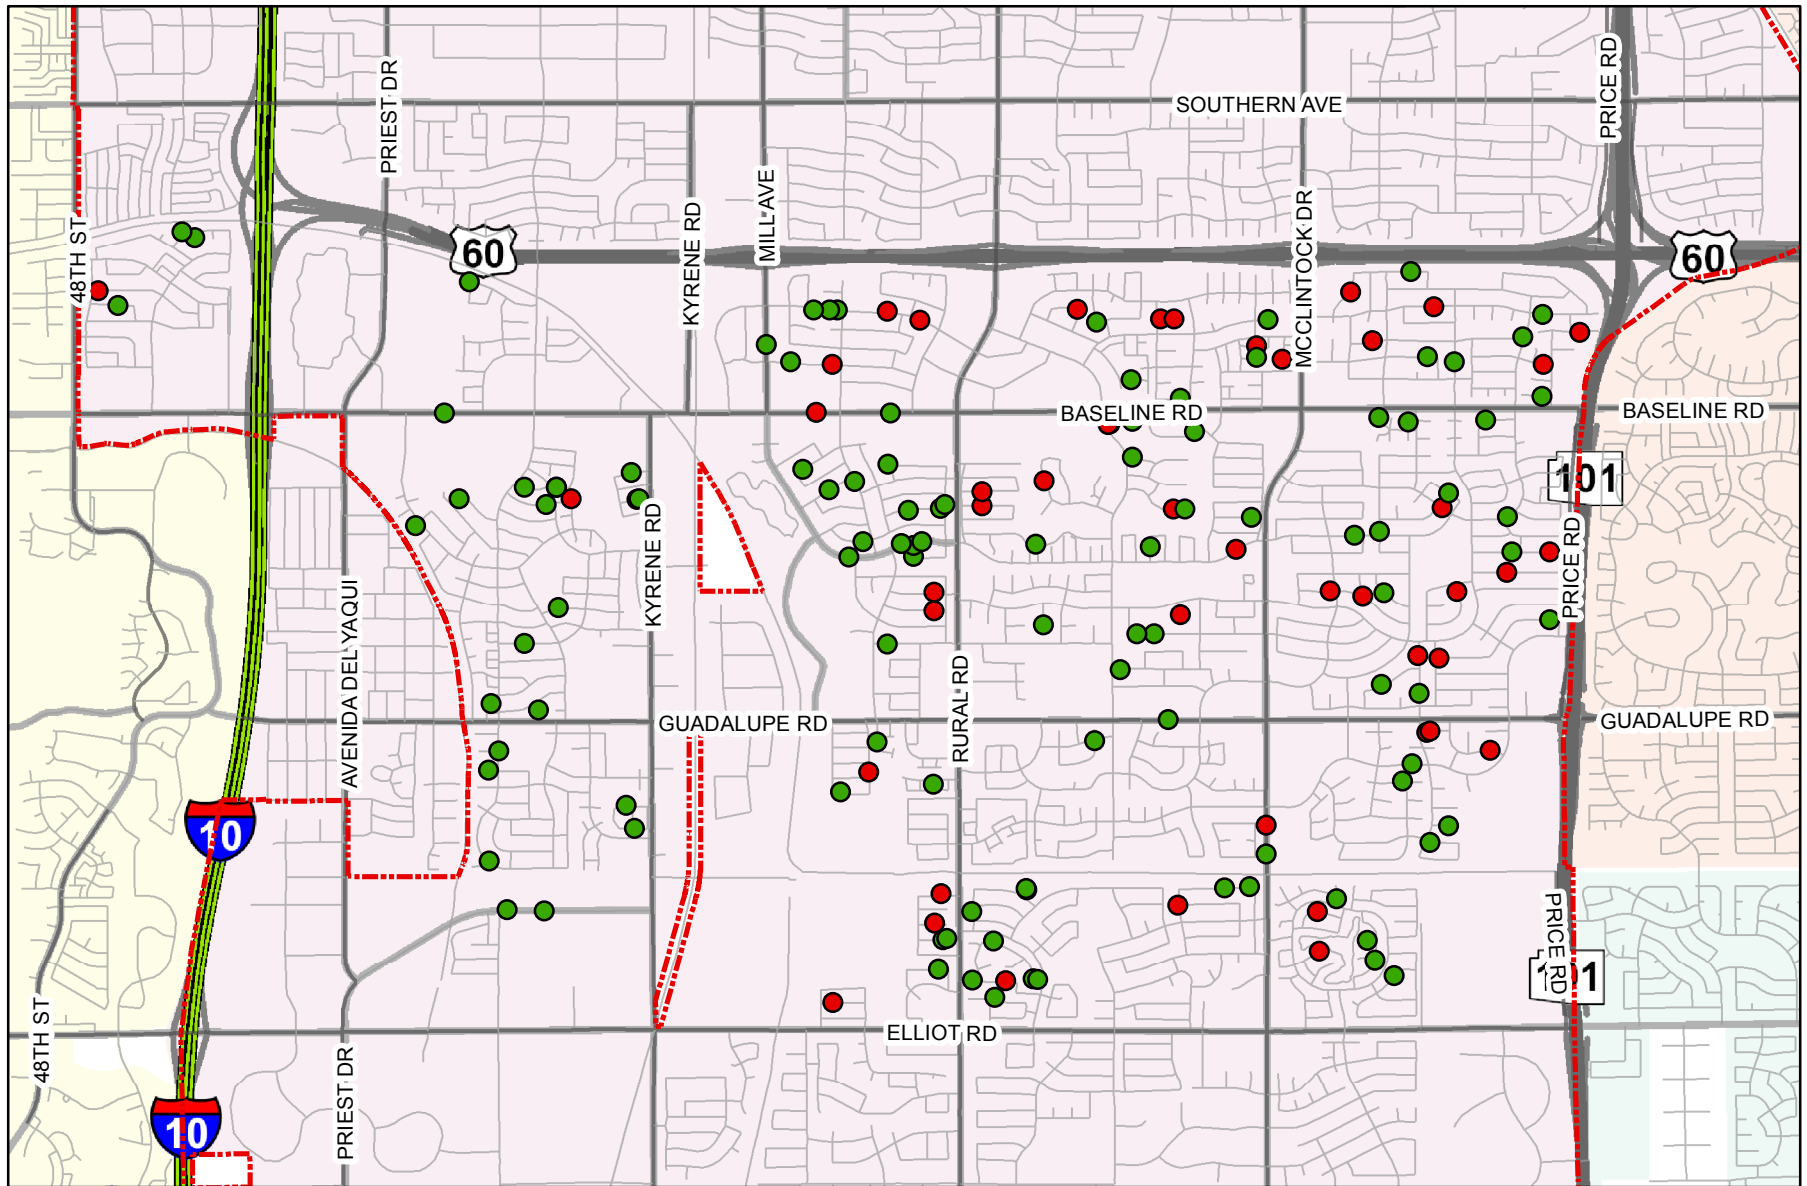 PRICE RD
PRIEST DR
SOUTHERN AVE
48TH ST
KYRENE RD
MILL AVE
MCCLINTOCK DR
60
60
BASELINE RD
BASELINE RD
101
KYRENE RD
PRICE RD
AVENIDA DEL YAQUI
RURAL RD
GUADALUPE RD
GUADALUPE RD
10
PRICE RD
101
48TH ST
ELLIOT RD
PRIEST DR
10